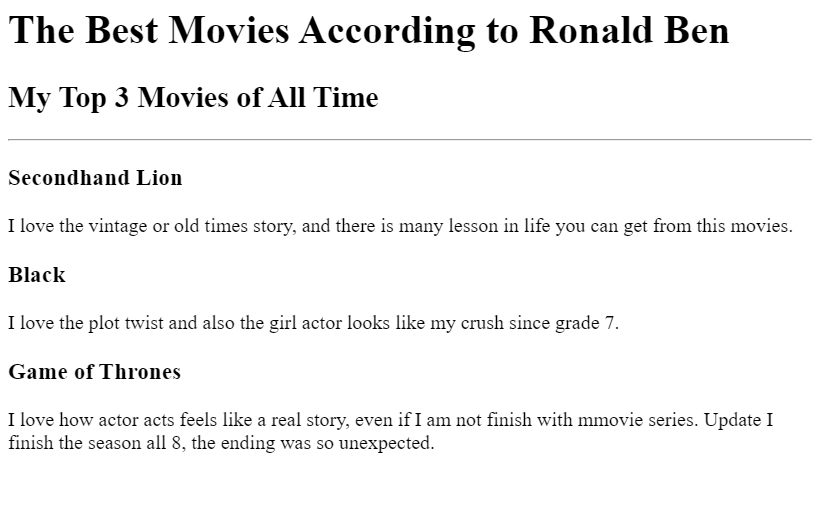 The Best Movies According to Ronald Ben
My Top 3 Movies of All Time
Secondhand Lion
I love the vintage or old times story, and there is many lesson in life you can get from this movies.
Black
I love the plot twist and also the girl actor looks like my crush since grade 7.
Game of Thrones
I love how actor acts feels like a real story, even if I am not finish with mmovie series. Update I
finish the season all 8, the ending was so unexpected.